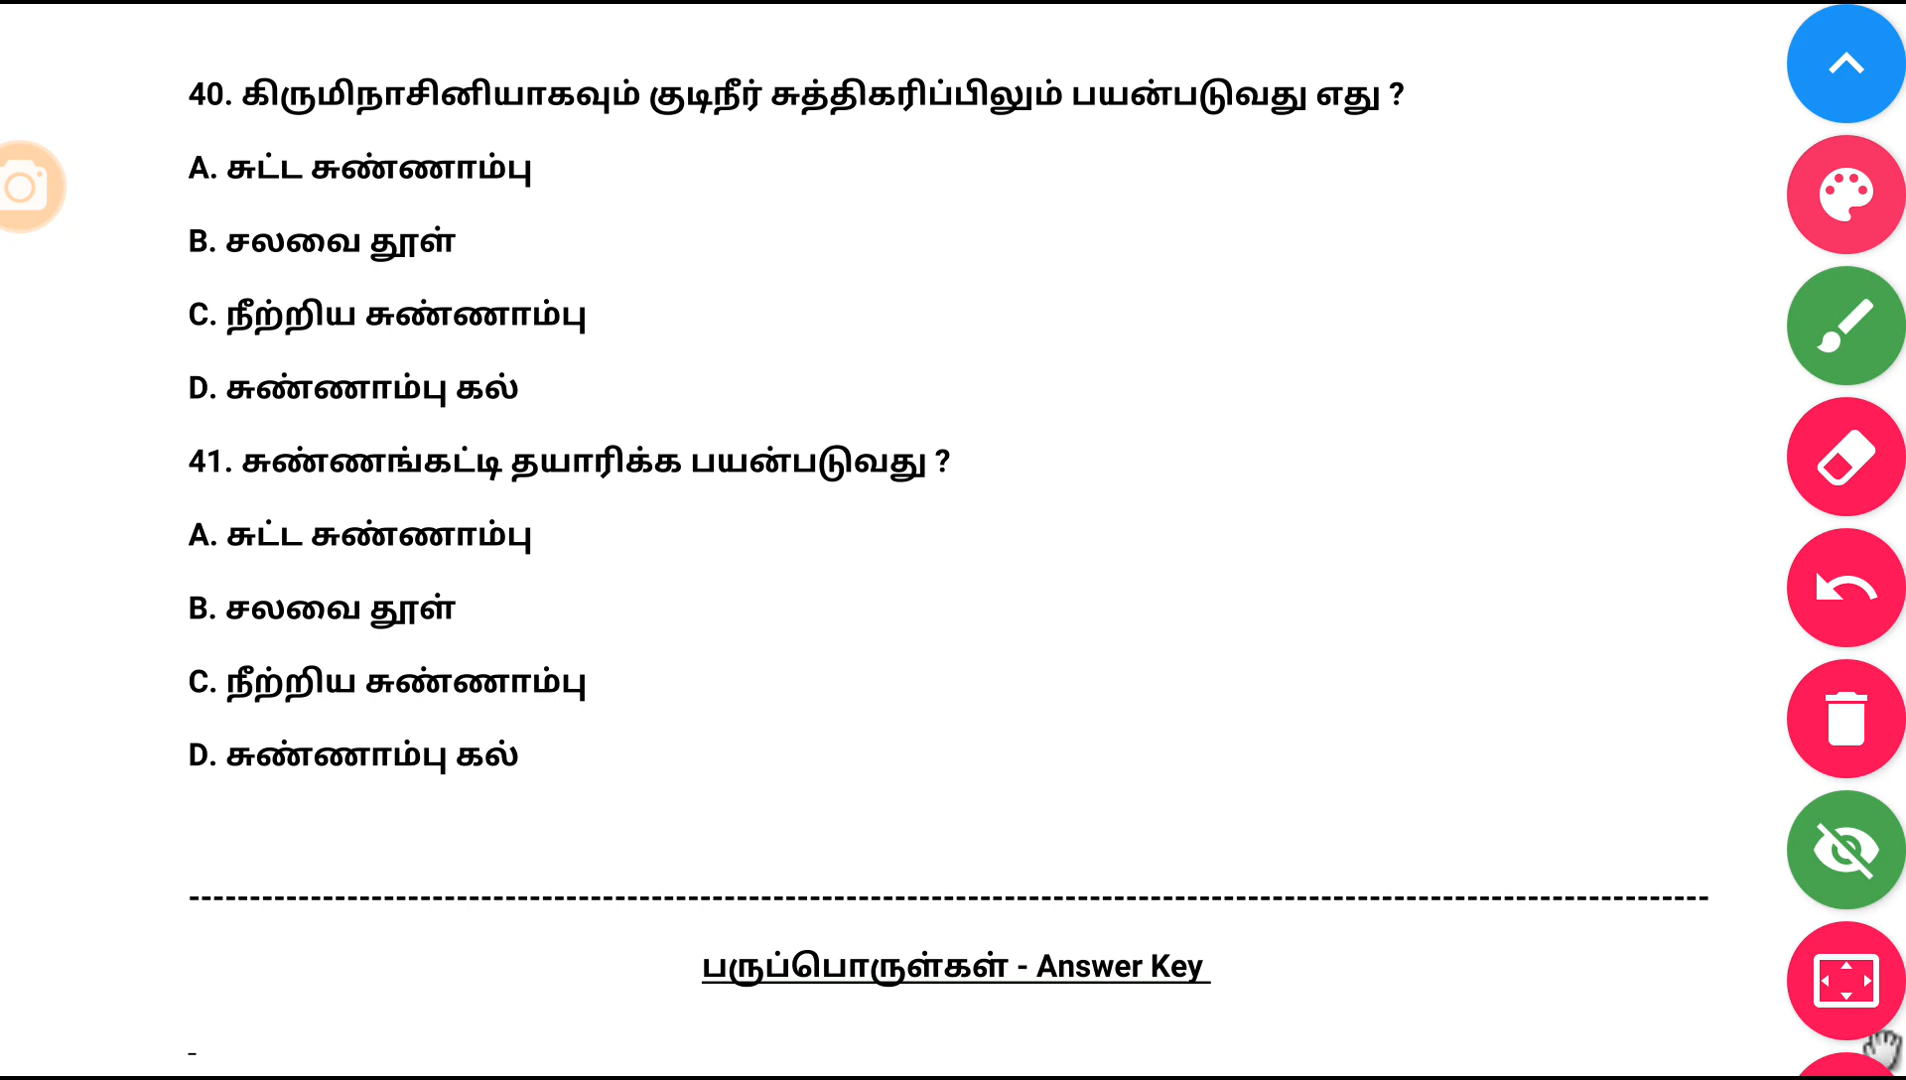 40. கிருமிநாசினியாகவும் குடிநீர் சுத்திகரிப்பிலும் பயன்படுவது எது ?
A. சுட்ட சுண்ணாம்பு
B. சலவை தூள்
C. நீற்றிய சுண்ணாம்பு
D. சுண்ணாம்பு கல்
41. சுண்ணங்கட்டி தயாரிக்க பயன்படுவது ?
A. சுட்ட சுண்ணாம்பு
B. சலவை தூள்
C. நீற்றிய சுண்ணாம்பு
D. சுண்ணாம்பு கல்
பருப்பொருள்கள் - Answer Key